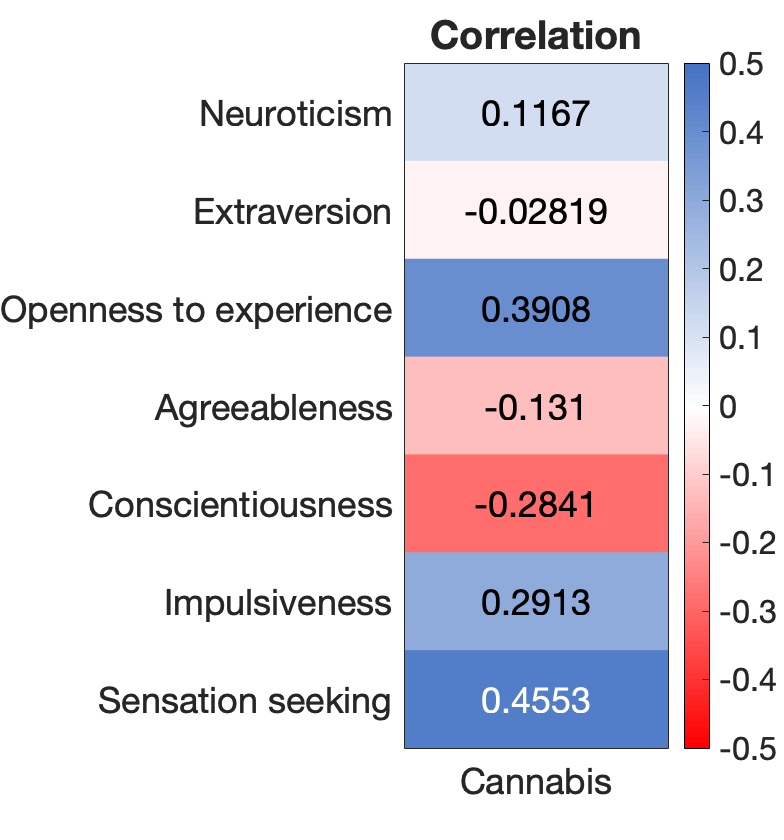 Correlation
Neuroticism 0.1167
Extraversion -0.02819
Openness to experience 0.3908
Agreeableness -0.131
Conscientiousness -0.2841
Impulsiveness 0.2913
Sensation seeking 0.4553
Cannabis
0.5
0.4
0.3
0.2
0.1
0
-0.1
-0.2
-0.3
-0.4
-0.5